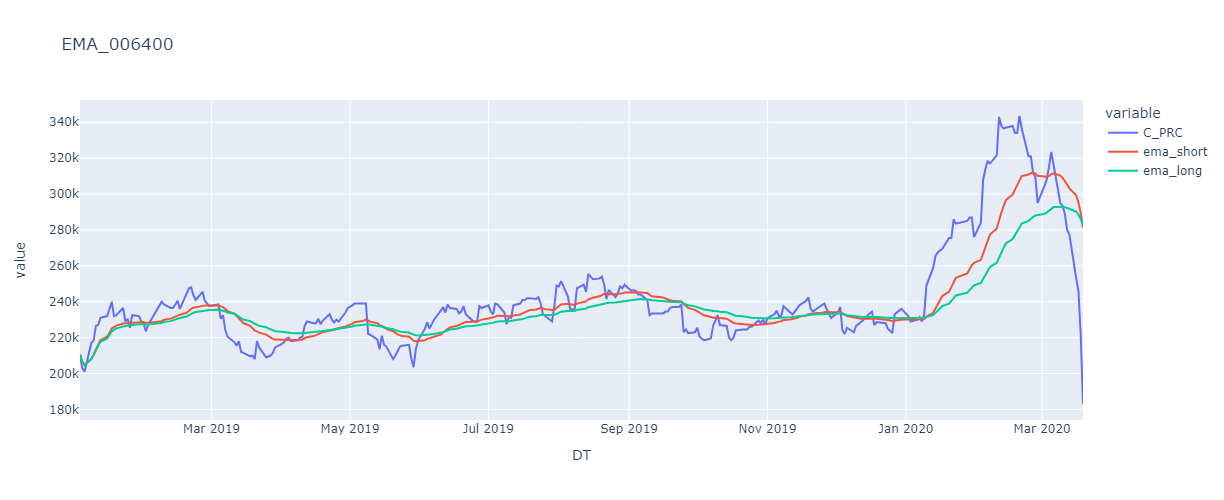 EMA_006400
variable
C_PRC
ema_short
ema_long
value
340k
320k
300k
280k
260k
240k
220k
200k
180k
Mar 2019
May 2019
Jul 2019
Sep 2019
Nov 2019
Jan 2020
Mar 2020
DT